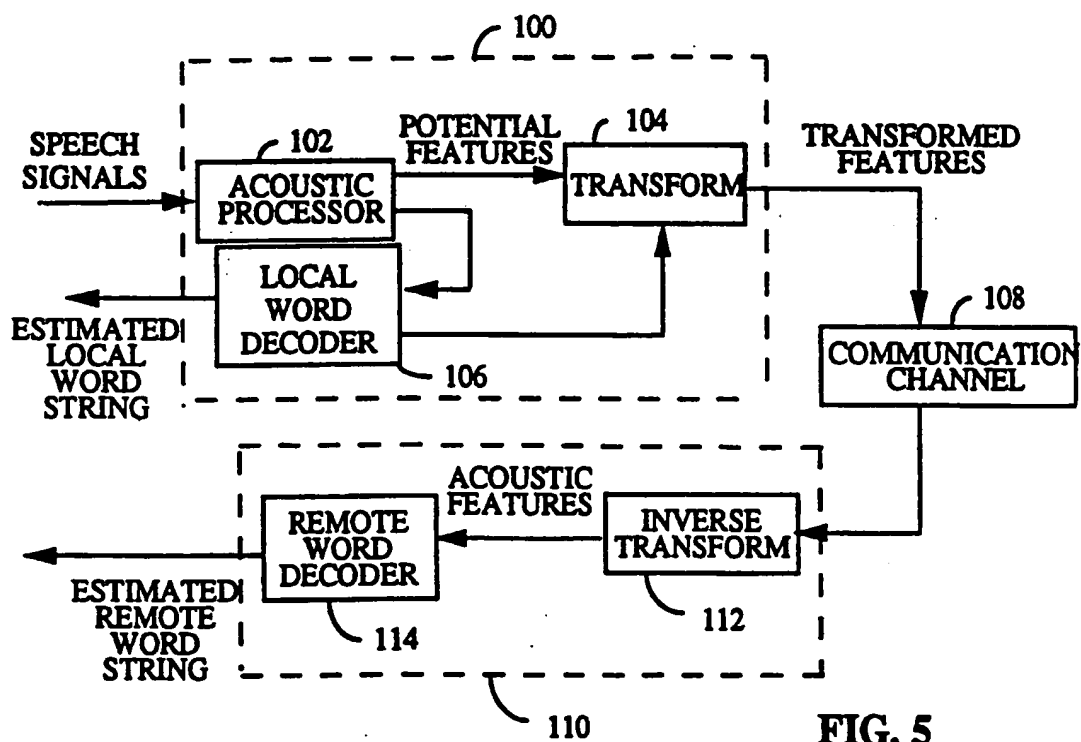 100
SPEECH
SIGNALS
102
ACOUSTIC
PROCESSOR
POTENTIAL
FEATURES
104
TRANSFORM
TRANSFORMED
FEATURES
LOCAL
WORD
DECODER
106
ESTIMATED
LOCAL
WORD
STRING
108
COMMUNICATION
CHANNEL
ACOUSTIC
FEATURES
REMOTE
WORD
DECODER
114
INVERSE
TRANSFORM
112
ESTIMATED
REMOTE
WORD
STRING
110
FIG. 5